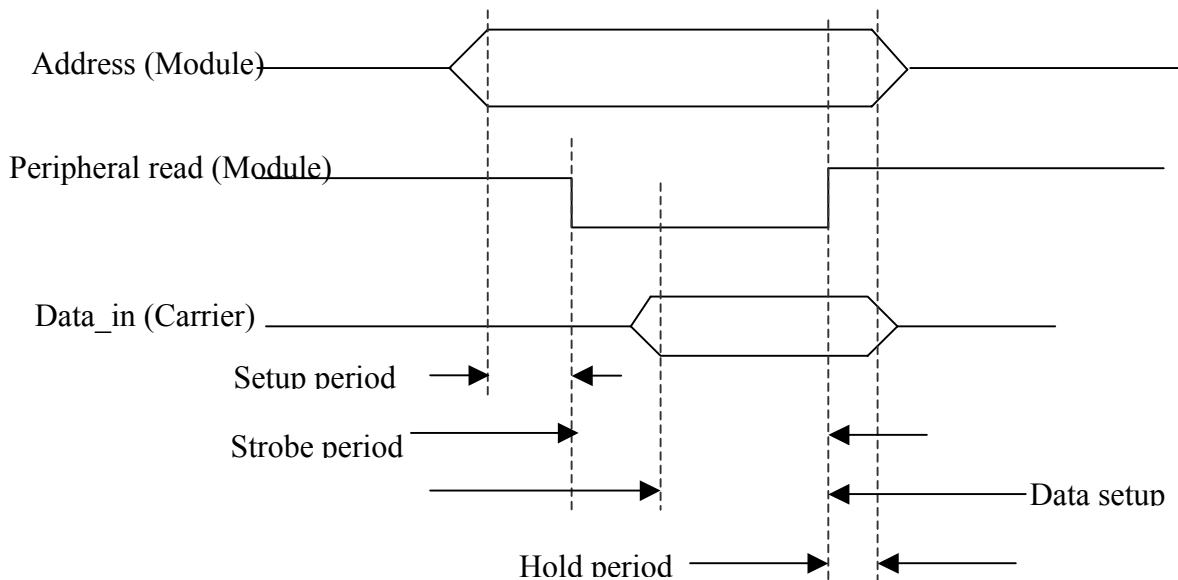 Address (Module)
Peripheral read (Module)
Data_in (Carrier)
Setup period
Strobe period
Data setup
Hold period